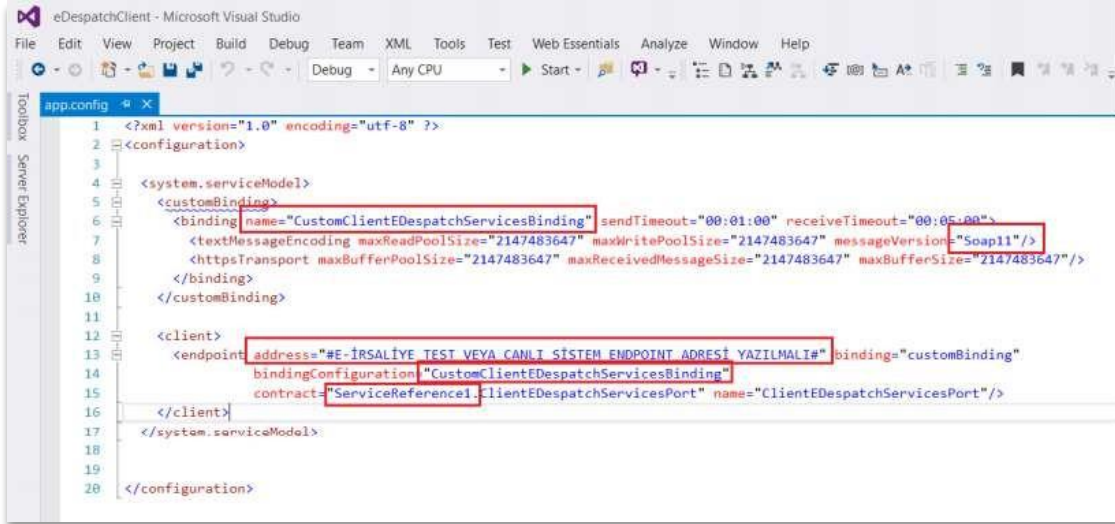 eDespatchClient - Microsoft Visual Studio
File Edit View Project Build Debug Team XML Tools Test Web Essentials Analyze Window Help
Debug Any CPU Start
Toolbox
Server Explorer
app.config
1 <?xml version="1.0" encoding="utf-8" ?>
2 <configuration>
3
4 <system.serviceModel>
5 <customBinding>
6 <binding name="CustomClientEDespatchServicesBinding" sendTimeout="00:01:00" receiveTimeout="00:05:00">
7 <textMessageEncoding maxReadPoolSize="2147483647" maxWritePoolSize="2147483647" messageVersion="Soap11"/>
8 <httpsTransport maxBufferPoolSize="2147483647" maxReceivedMessageSize="2147483647" maxBufferSize="2147483647"/>
9 </binding>
10 </customBinding>
11
12 <client>
13 <endpoint address="#E-İRSALİYE TEST VEYA CANLI SİSTEM ENDPOINT ADRESİ YAZILMALI#" binding="customBinding"
14 bindingConfiguration="CustomClientEDespatchServicesBinding"
15 contract="ServiceReference1.ClientEDespatchServicesPort" name="ClientEDespatchServicesPort"/>
16 </client>
17 </system.serviceModel>
18
19
20 </configuration>